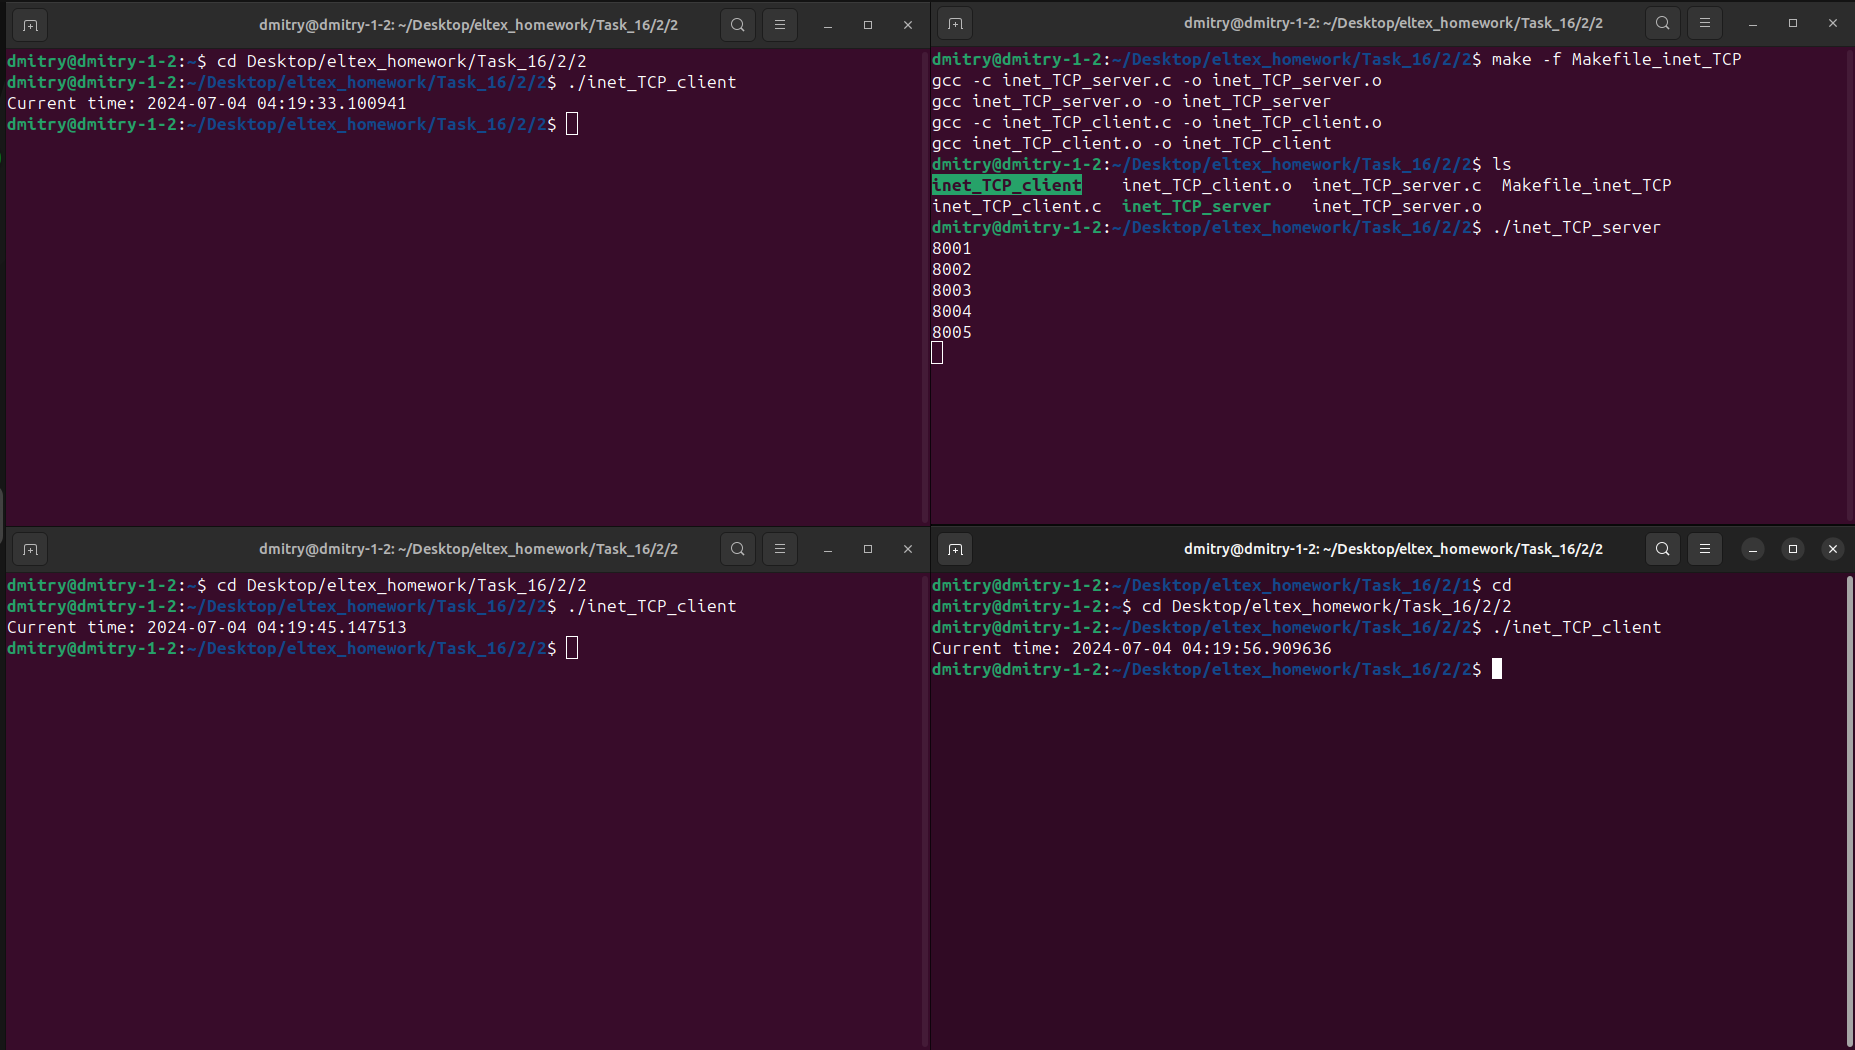 dmitry@dmitry-1-2: ~/Desktop/eltex_homework/Task_16/2/2
dmitry@dmitry-1-2:~$ cd Desktop/eltex_homework/Task_16/2/2
dmitry@dmitry-1-2:~/Desktop/eltex_homework/Task_16/2/2$ ./inet_TCP_client
Current time: 2024-07-04 04:19:33.100941
dmitry@dmitry-1-2:~/Desktop/eltex_homework/Task_16/2/2$
dmitry@dmitry-1-2: ~/Desktop/eltex_homework/Task_16/2/2
dmitry@dmitry-1-2:~/Desktop/eltex_homework/Task_16/2/2$ make -f Makefile_inet_TCP
gcc -c inet_TCP_server.c -o inet_TCP_server.o
gcc inet_TCP_server.o -o inet_TCP_server
gcc -c inet_TCP_client.c -o inet_TCP_client.o
gcc inet_TCP_client.o -o inet_TCP_client
dmitry@dmitry-1-2:~/Desktop/eltex_homework/Task_16/2/2$ ls
inet_TCP_client    inet_TCP_client.o  inet_TCP_server.c  Makefile_inet_TCP
inet_TCP_client.c  inet_TCP_server    inet_TCP_server.o
dmitry@dmitry-1-2:~/Desktop/eltex_homework/Task_16/2/2$ ./inet_TCP_server
8001
8002
8003
8004
8005
dmitry@dmitry-1-2: ~/Desktop/eltex_homework/Task_16/2/2
dmitry@dmitry-1-2:~$ cd Desktop/eltex_homework/Task_16/2/2
dmitry@dmitry-1-2:~/Desktop/eltex_homework/Task_16/2/2$ ./inet_TCP_client
Current time: 2024-07-04 04:19:45.147513
dmitry@dmitry-1-2:~/Desktop/eltex_homework/Task_16/2/2$
dmitry@dmitry-1-2: ~/Desktop/eltex_homework/Task_16/2/2
dmitry@dmitry-1-2:~/Desktop/eltex_homework/Task_16/2/1$ cd
dmitry@dmitry-1-2:~$ cd Desktop/eltex_homework/Task_16/2/2
dmitry@dmitry-1-2:~/Desktop/eltex_homework/Task_16/2/2$ ./inet_TCP_client
Current time: 2024-07-04 04:19:56.909636
dmitry@dmitry-1-2:~/Desktop/eltex_homework/Task_16/2/2$